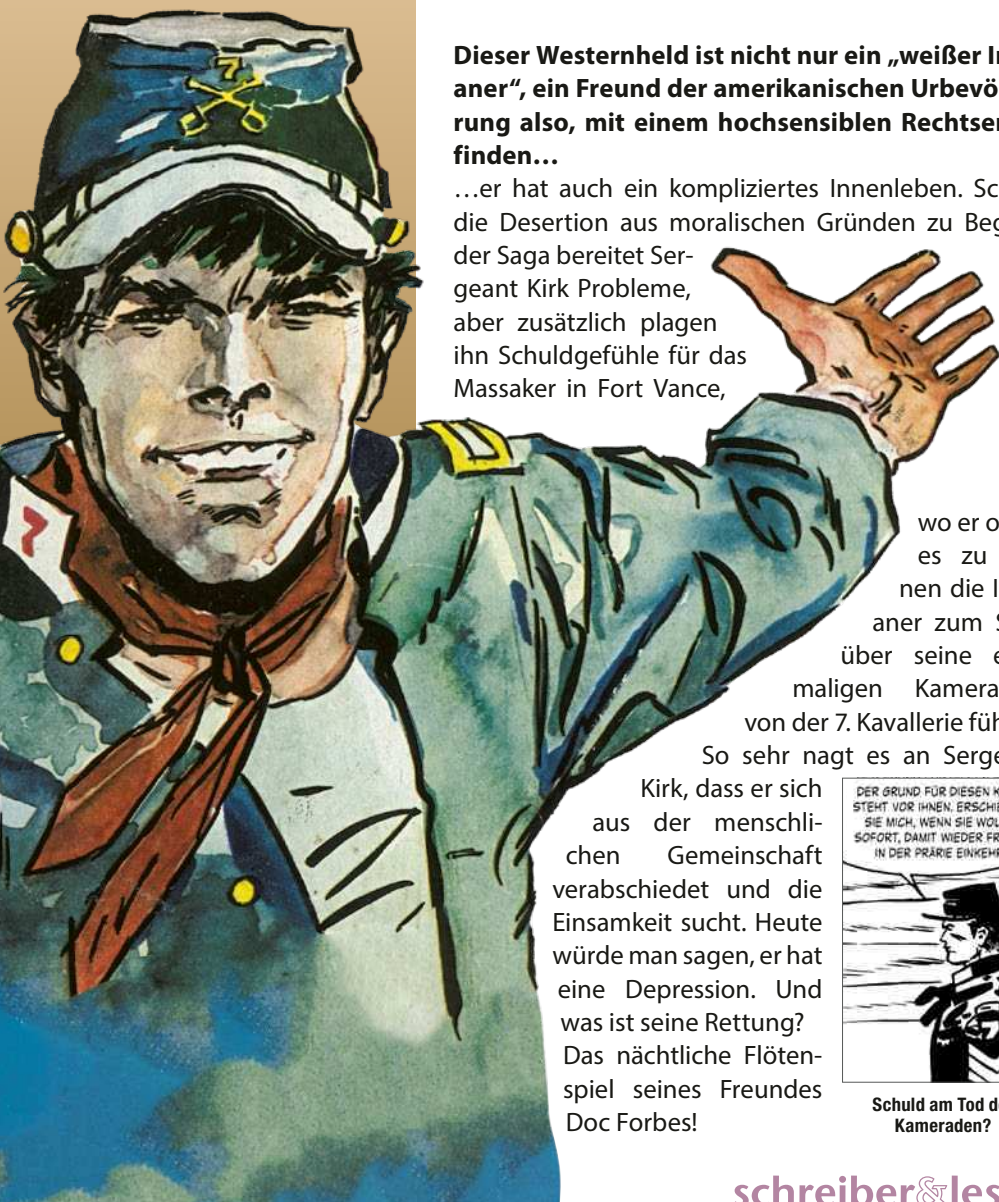 7
7
Dieser Westernheld ist nicht nur ein „weißer
aner“, ein Freund der amerikanischen Urbevö
rung also, mit einem hochsensiblen Rechtse
finden…
…er hat auch ein kompliziertes Innenleben. Sc
die Desertion aus moralischen Gründen zu Beg
der Saga bereitet Ser-
geant Kirk Probleme,
aber zusätzlich plagen
ihn Schuldgefühle für das
Massaker in Fort Vance,
wo er o
es zu
nen die I
aner zum S
über seine e
maligen Kamera
von der 7. Kavallerie füh
So sehr nagt es an Serge
Kirk, dass er sich
aus der menschli-
chen Gemeinschaft
verabschiedet und die
Einsamkeit sucht. Heute
würde man sagen, er hat
eine Depression. Und
was ist seine Rettung?
Das nächtliche Flöten-
spiel seines Freundes
Doc Forbes!
DER GRUND FÜR DIESEN K
STEHT VOR IHNEN. ERSCHIE
SIE MICH, WENN SIE WOL
SOFORT, DAMIT WIEDER FR
IN DER PRÄRIE EINKEHR
Schuld am Tod d
Kameraden?
schreiber&les